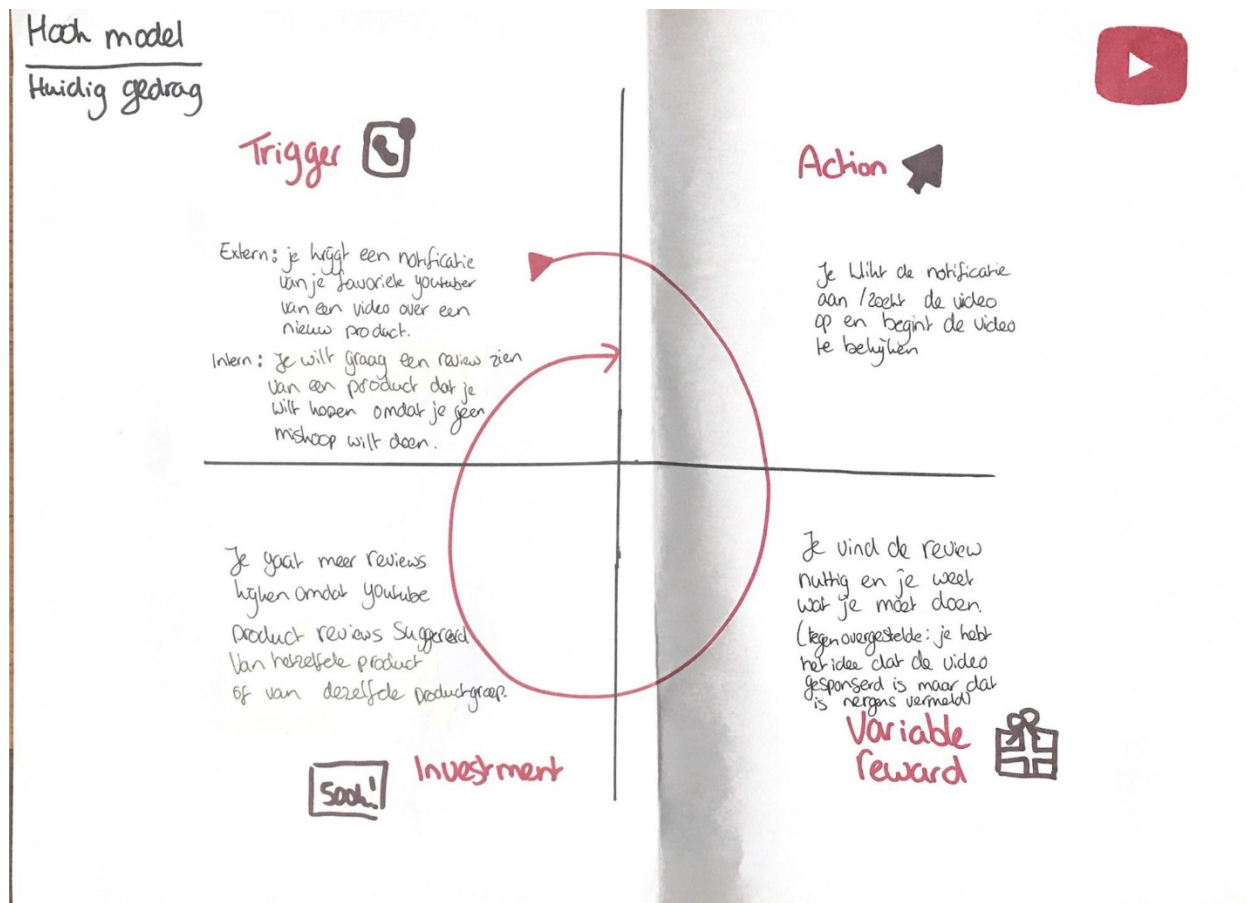 Hook model
Huidig gedrag
Trigger
Extern: je krijgt een notificatie
van je favoriete youtuber
van een video over een
nieuw product.
Intern: Je wilt graag een review zien
van een product dat je
wilt kopen omdat je geen
miskoop wilt doen.
Action
Je klikt de notificatie
aan / zoekt de video
op en begint de video
te bekijken
Je gaat meer reviews
kijken omdat youtube
product reviews suggereerd
van hetzelfde product
of van dezelfde productgroep.
Investment
Je vind de review
nuttig en je weet
wat je moet doen.
(tegenovergestelde: je hebt
het idee dat de video
gesponserd is maar dat
is nergens vermeld)
Variable
reward